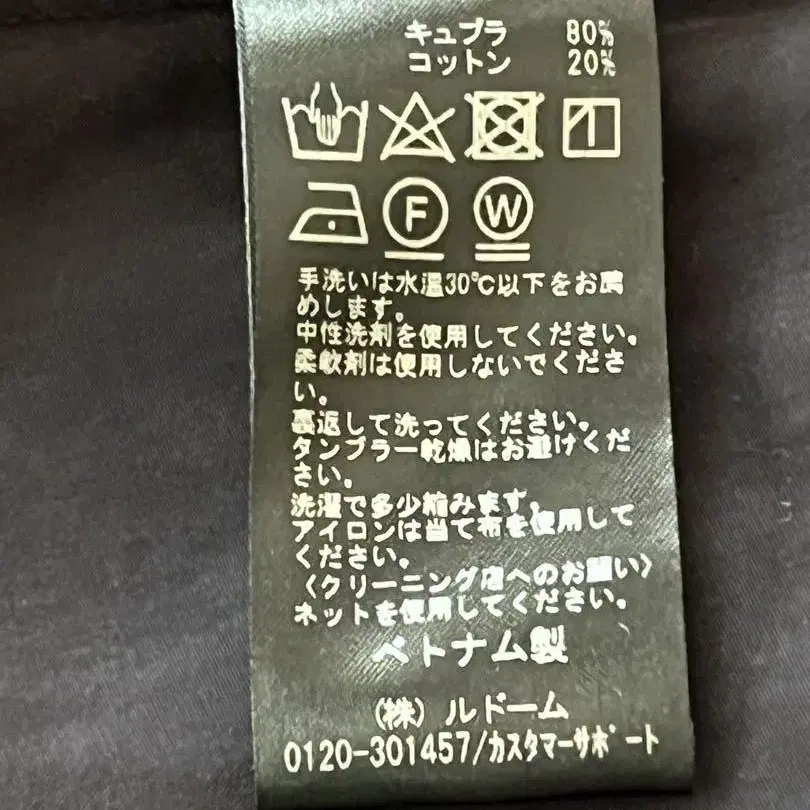 キュプラ 80%
コットン 20%
F W
手洗いは水温30℃以下をお薦
めします。
中性洗剤を使用してください。
柔軟剤は使用しないでくださ
い。
裏返して洗ってください。
タンブラー乾燥はお避けくだ
さい。
洗濯で多少縮みます。
アイロンは当て布を使用して
ください。
〈クリーニング店へのお願い〉
ネットを使用してください。
ベトナム製
(株) ルドーム
0120-301457/カスタマーサポート